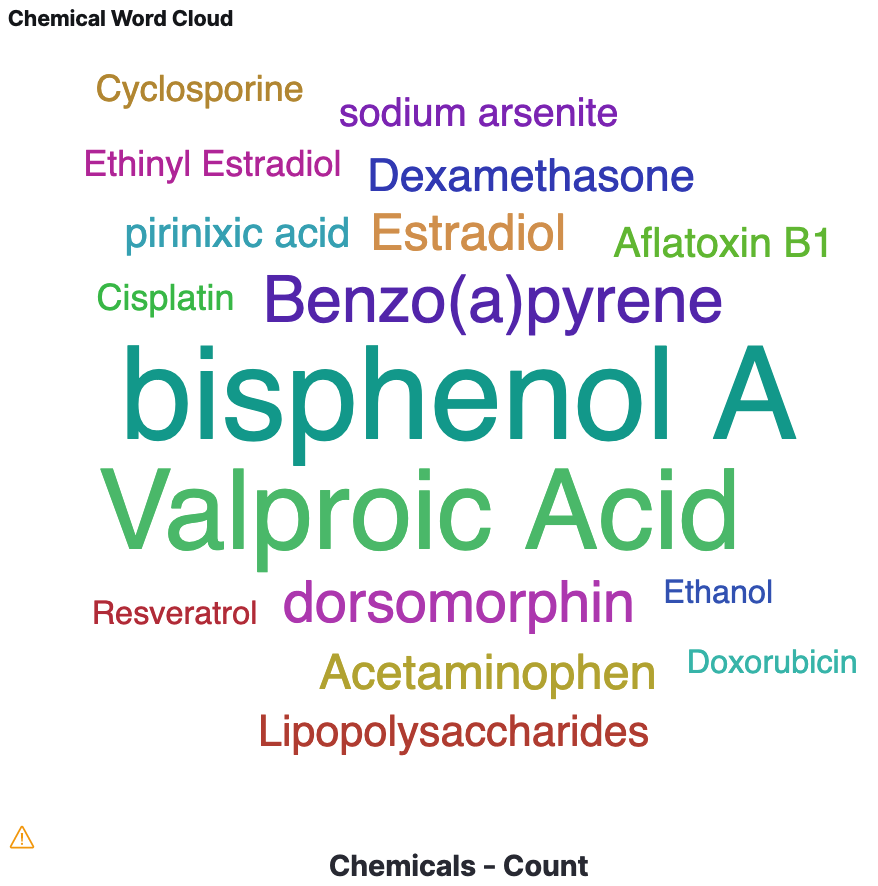 Chemical Word Cloud
Cyclosporine
sodium arsenite
Ethinyl Estradiol
Dexamethasone
pirinixic acid
Estradiol
Aflatoxin B1
Cisplatin
Benzo(a)pyrene
bisphenol A
Valproic Acid
Resveratrol
dorsomorphin
Ethanol
Acetaminophen
Doxorubicin
Lipopolysaccharides
Chemicals - Count